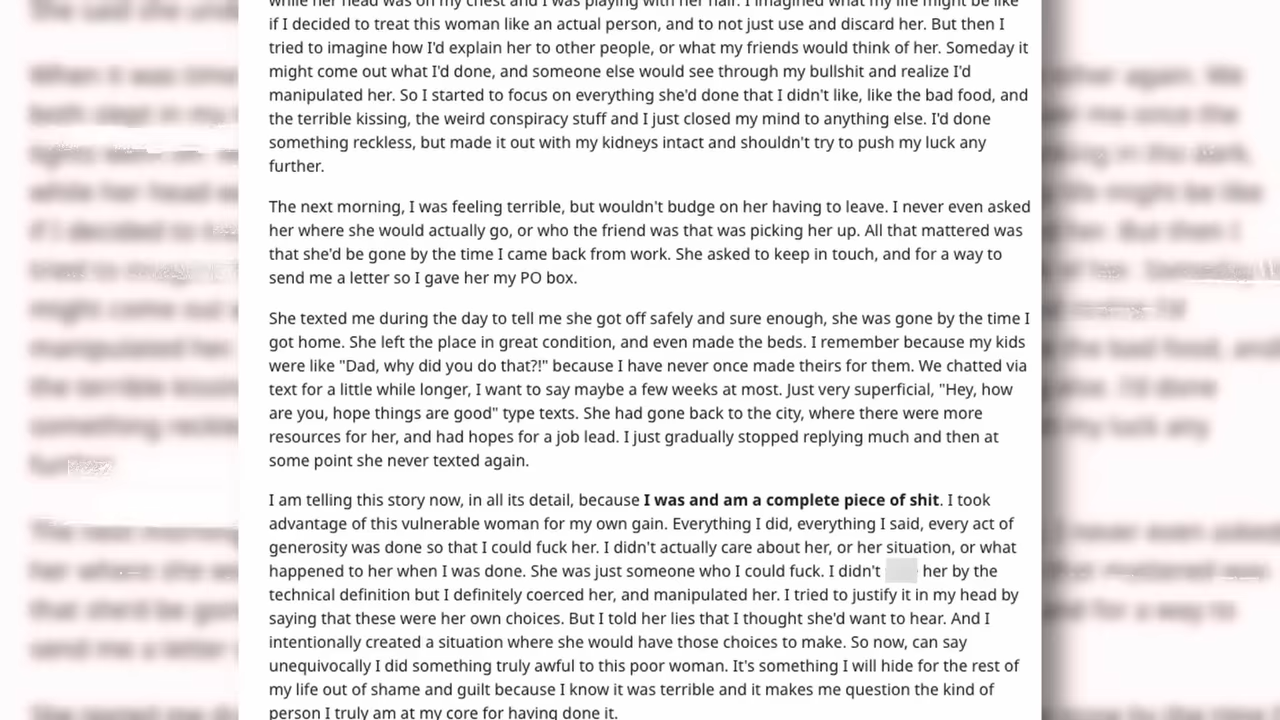 while her head was on my chest and I was playing with her hair. I imagined what my life might be like
if I decided to treat this woman like an actual person, and to not just use and discard her. But then I
tried to imagine how I'd explain her to other people, or what my friends would think of her. Someday it
might come out what I'd done, and someone else would see through my bullshit and realize I'd
manipulated her. So I started to focus on everything she'd done that I didn't like, like the bad food, and
the terrible kissing, the weird conspiracy stuff and I just closed my mind to anything else. I'd done
something reckless, but made it out with my kidneys intact and shouldn't try to push my luck any
further.
The next morning, I was feeling terrible, but wouldn't budge on her having to leave. I never even asked
her where she would actually go, or who the friend was that was picking her up. All that mattered was
that she'd be gone by the time I came back from work. She asked to keep in touch, and for a way to
send me a letter so I gave her my PO box.
She texted me during the day to tell me she got off safely and sure enough, she was gone by the time I
got home. She left the place in great condition, and even made the beds. I remember because my kids
were like "Dad, why did you do that?!" because I have never once made theirs for them. We chatted via
text for a little while longer, I want to say maybe a few weeks at most. Just very superficial, "Hey, how
are you, hope things are good" type texts. She had gone back to the city, where there were more
resources for her, and had hopes for a job lead. I just gradually stopped replying much and then at
some point she never texted again.
I am telling this story now, in all its detail, because I was and am a complete piece of shit. I took
advantage of this vulnerable woman for my own gain. Everything I did, everything I said, every act of
generosity was done so that I could fuck her. I didn't actually care about her, or her situation, or what
happened to her when I was done. She was just someone who I could fuck. I didn't her by the
technical definition but I definitely coerced her, and manipulated her. I tried to justify it in my head by
saying that these were her own choices. But I told her lies that I thought she'd want to hear. And I
intentionally created a situation where she would have those choices to make. So now, can say
unequivocally I did something truly awful to this poor woman. It's something I will hide for the rest of
my life out of shame and guilt because I know it was terrible and it makes me question the kind of
person I truly am at my core for having done it.